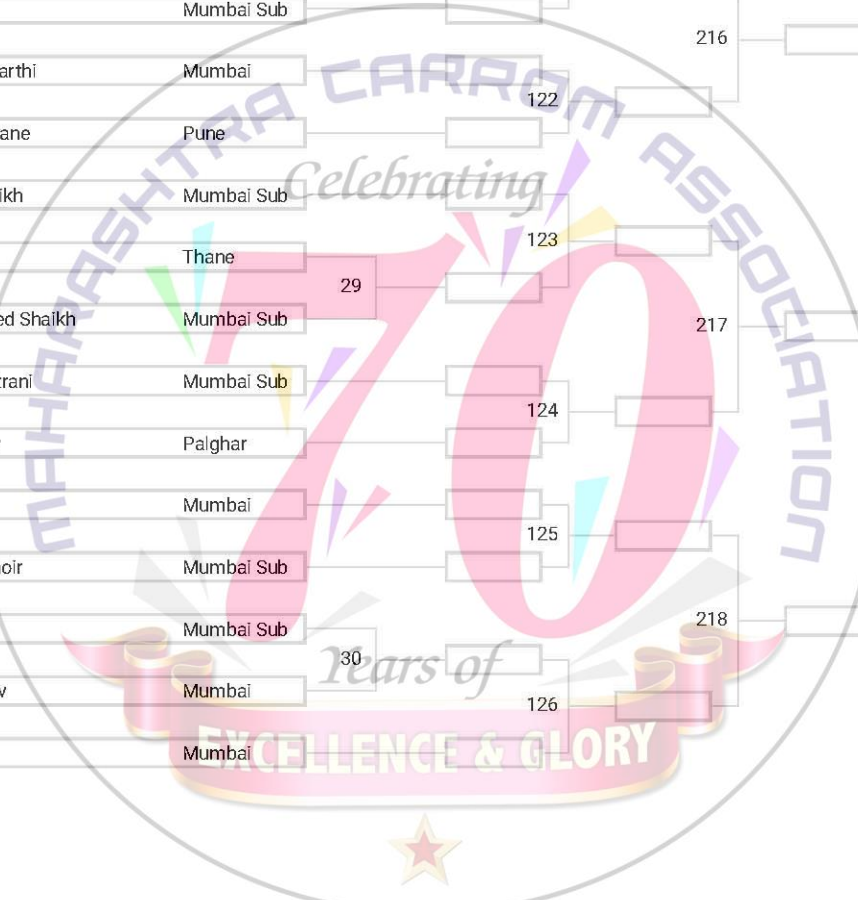 Mumbai Sub
216
arthi Mumbai
122
ane Pune
ikh Mumbai Sub
123
Thane
29
ed Shaikh Mumbai Sub
217
rani Mumbai Sub
124
Palghar
Mumbai
125
oir Mumbai Sub
218
Mumbai Sub
30
v Mumbai
126
Mumbai
MAHARASHTRA CARROM ASSOCIATION
Celebrating
70
Years of
EXCELLENCE & GLORY